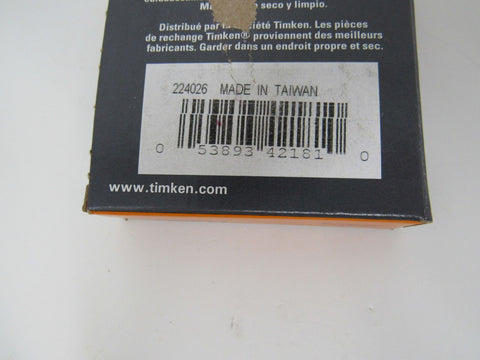 seco y limpio.
Distribué par la Société Timken. Les pièces
de rechange Timken® proviennent des meilleurs
fabricants. Garder dans un endroit propre et sec.
224026 MADE IN TAIWAN
0 53893 42181 0
www.timken.com